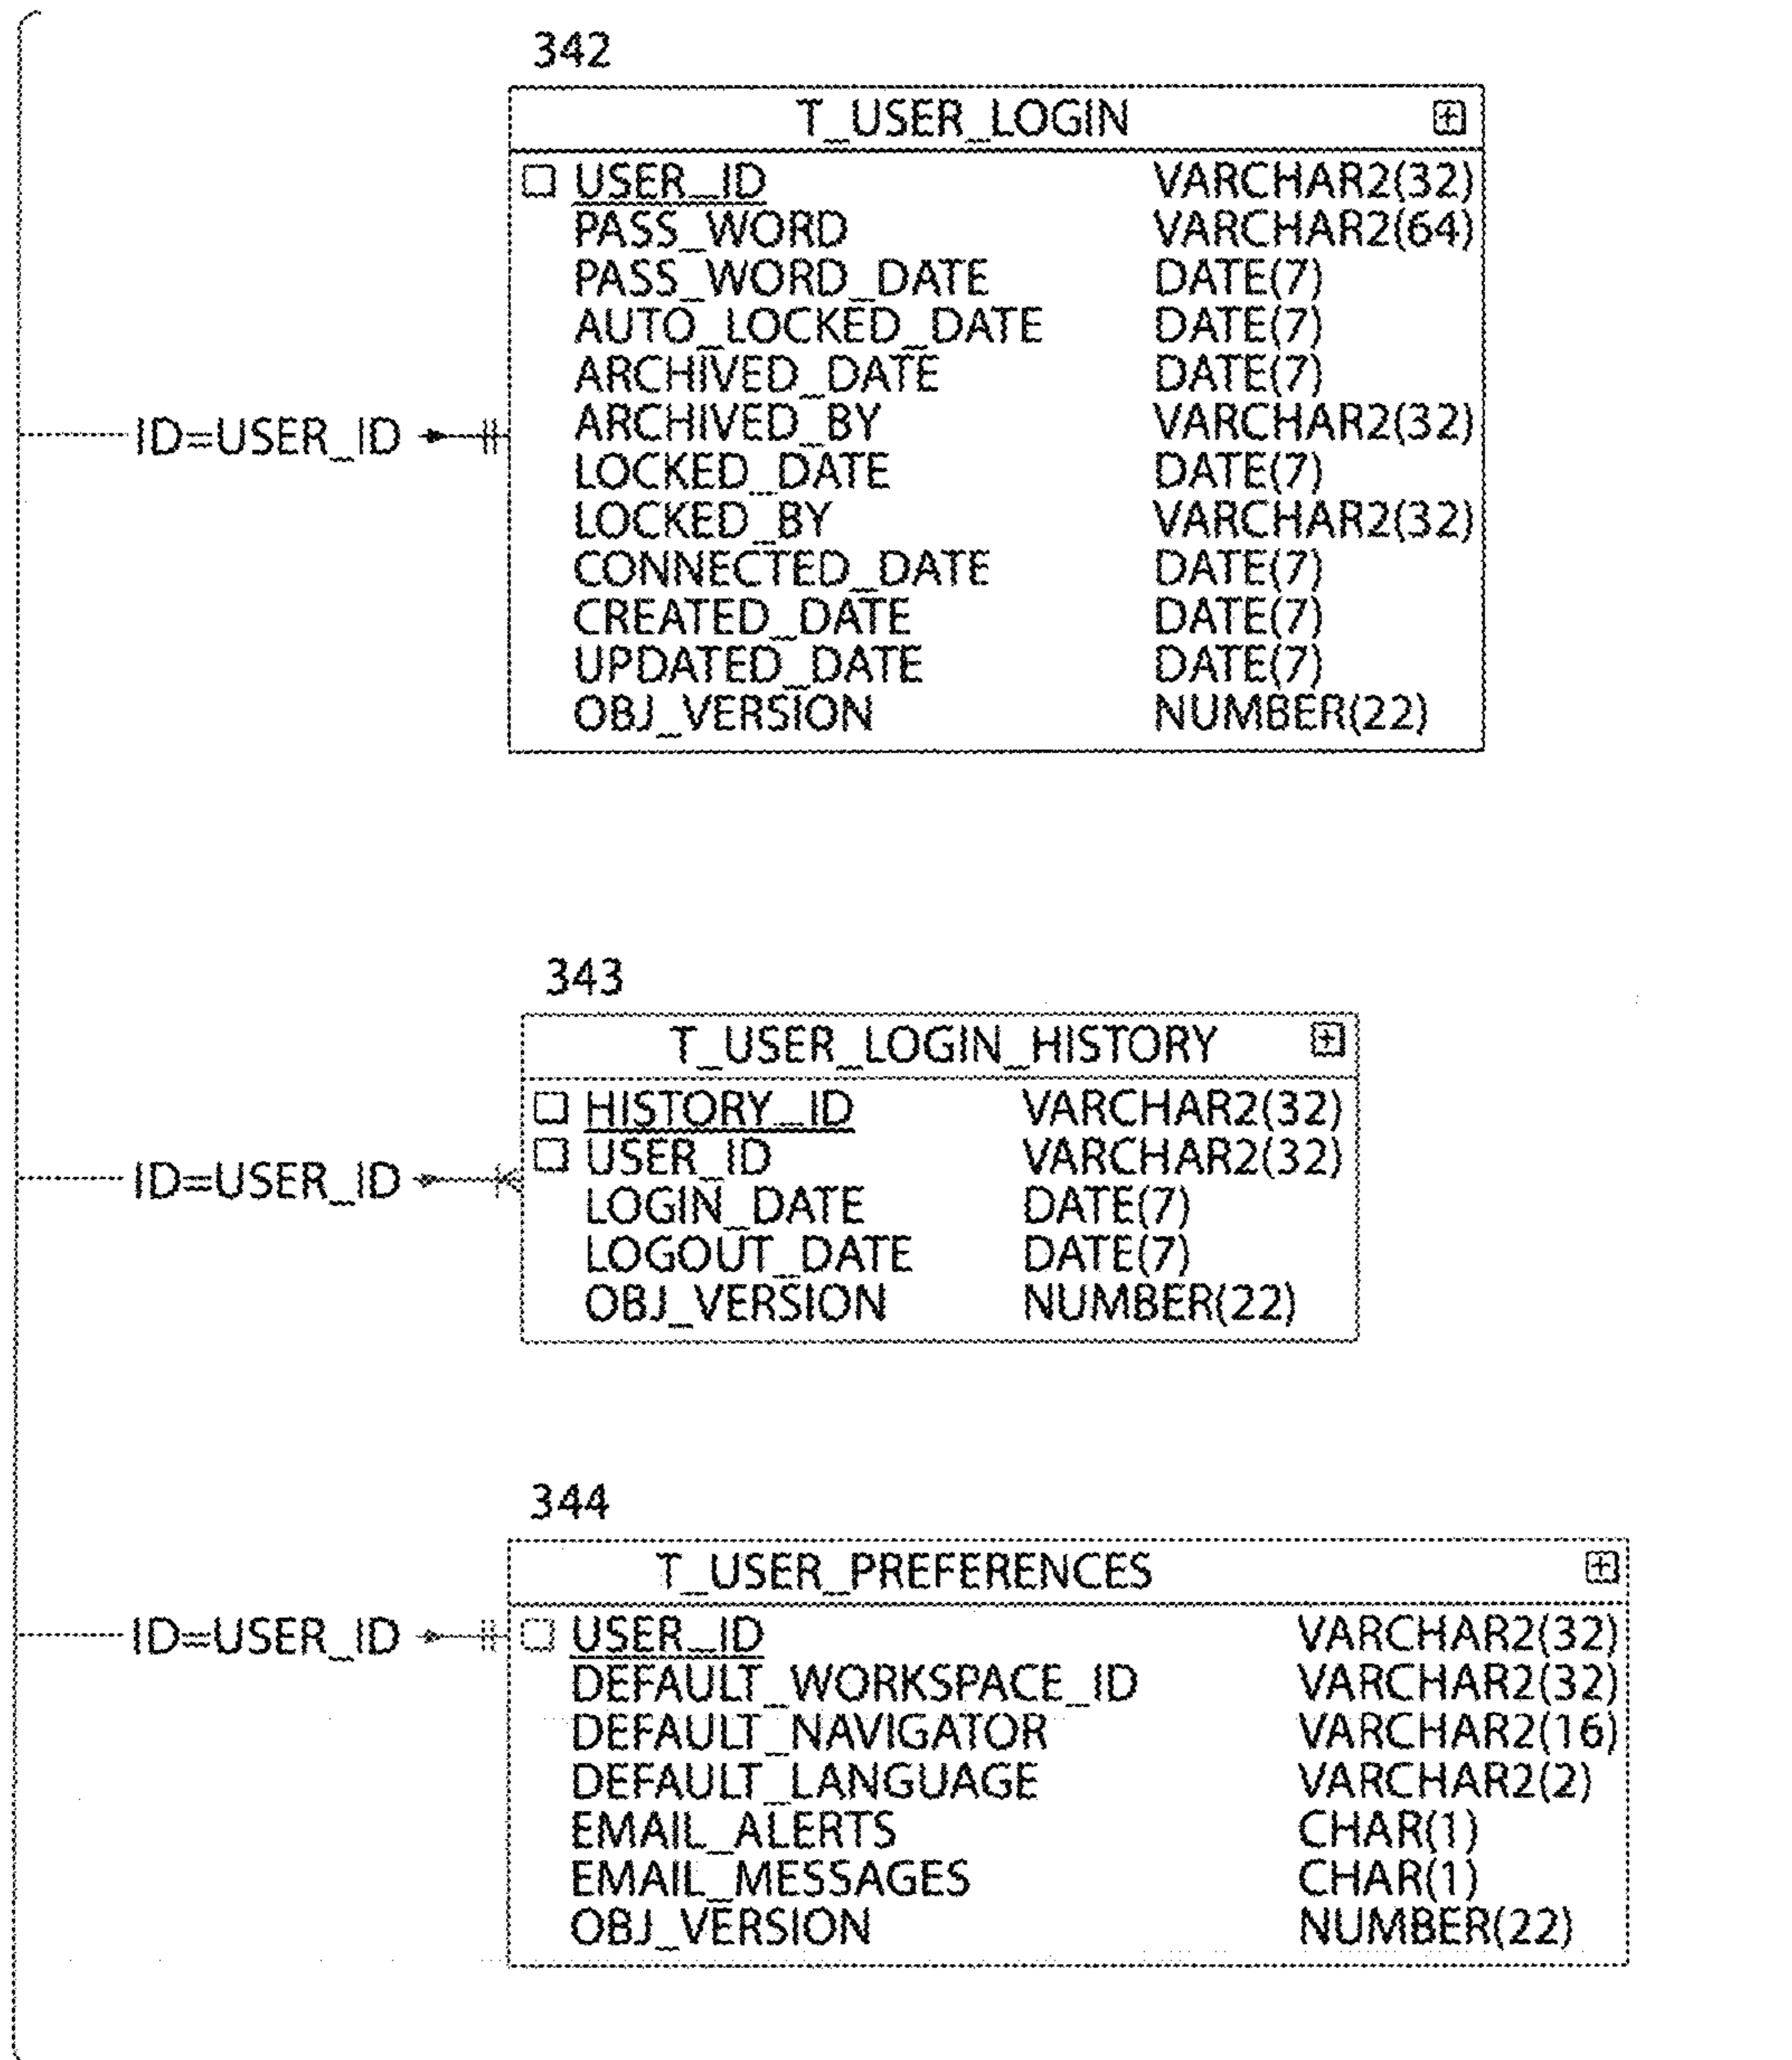 342
T_USER_LOGIN
USER_ID VARCHAR2(32)
PASS_WORD VARCHAR2(64)
PASS_WORD_DATE DATE(7)
AUTO_LOCKED_DATE DATE(7)
ARCHIVED_DATE DATE(7)
ARCHIVED_BY VARCHAR2(32)
ID=USER_ID
LOCKED_DATE DATE(7)
LOCKED_BY VARCHAR2(32)
CONNECTED_DATE DATE(7)
CREATED_DATE DATE(7)
UPDATED_DATE DATE(7)
OBJ_VERSION NUMBER(22)
343
T_USER_LOGIN_HISTORY
HISTORY_ID VARCHAR2(32)
USER_ID VARCHAR2(32)
ID=USER_ID
LOGIN_DATE DATE(7)
LOGOUT_DATE DATE(7)
OBJ_VERSION NUMBER(22)
344
T_USER_PREFERENCES
ID=USER_ID
USER_ID VARCHAR2(32)
DEFAULT_WORKSPACE_ID VARCHAR2(32)
DEFAULT_NAVIGATOR VARCHAR2(16)
DEFAULT_LANGUAGE VARCHAR2(2)
EMAIL_ALERTS CHAR(1)
EMAIL_MESSAGES CHAR(1)
OBJ_VERSION NUMBER(22)